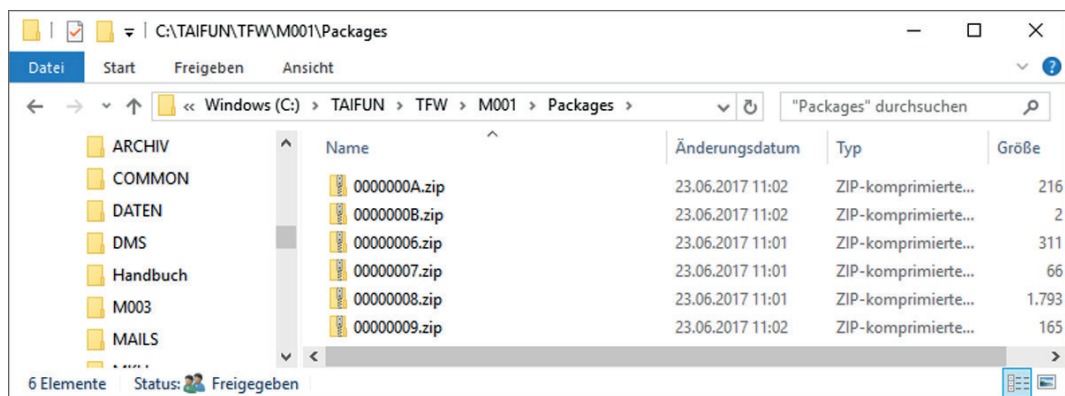 C:\TAIFUN\TFW\M001\Packages
Datei Start Freigeben Ansicht
« Windows (C:) > TAIFUN > TFW > M001 > Packages > "Packages" durchsuchen
ARCHIV
COMMON
DATEN
DMS
Handbuch
M003
MAILS
Name Änderungsdatum Typ Größe
0000000A.zip 23.06.2017 11:02 ZIP-komprimierte... 216
0000000B.zip 23.06.2017 11:02 ZIP-komprimierte... 2
00000006.zip 23.06.2017 11:01 ZIP-komprimierte... 311
00000007.zip 23.06.2017 11:01 ZIP-komprimierte... 66
00000008.zip 23.06.2017 11:01 ZIP-komprimierte... 1.793
00000009.zip 23.06.2017 11:02 ZIP-komprimierte... 165
6 Elemente Status: Freigegeben